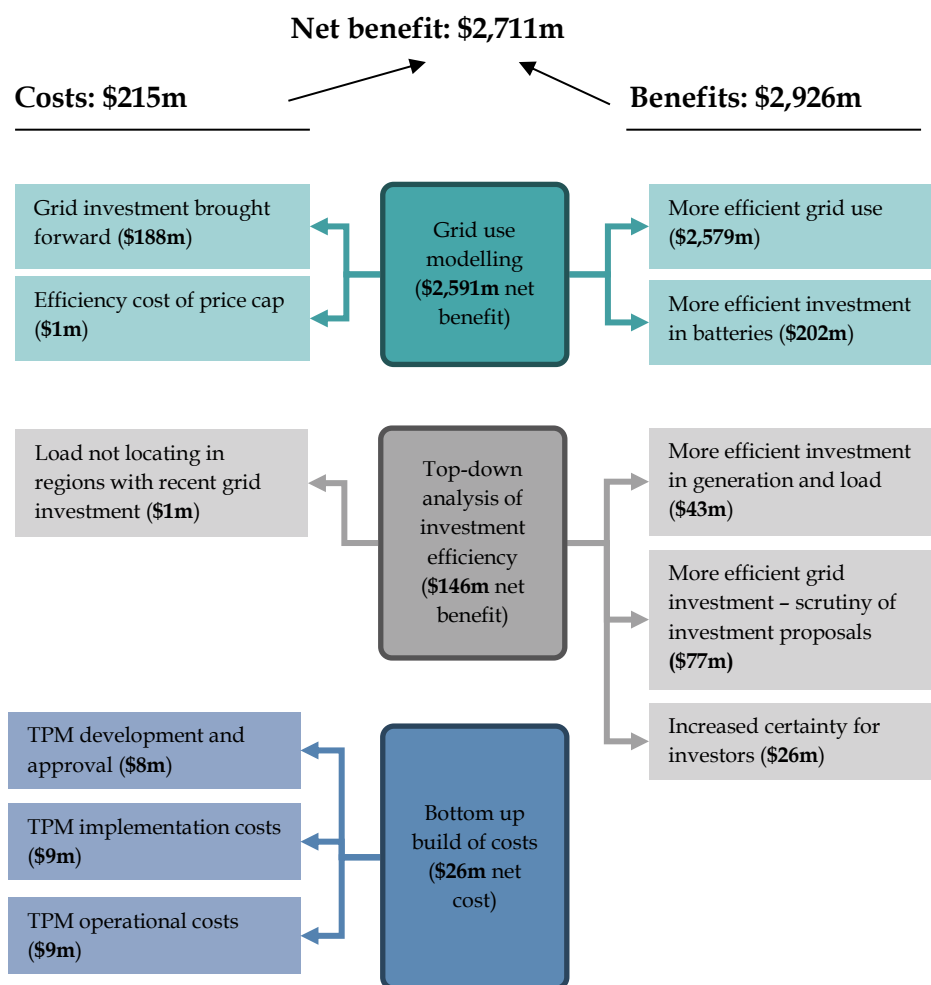 Net benefit: $2,711m
Costs: $215m
Benefits: $2,926m
Grid investment brought
forward ($188m)
Efficiency cost of price cap
($1m)
Grid use
modelling
($2,591m net
benefit)
More efficient grid use
($2,579m)
More efficient investment
in batteries ($202m)
Load not locating in
regions with recent grid
investment ($1m)
Top-down
analysis of
investment
efficiency
($146m net
benefit)
More efficient investment
in generation and load
($43m)
More efficient grid
investment – scrutiny of
investment proposals
($77m)
Increased certainty for
investors ($26m)
TPM development and
approval ($8m)
TPM implementation costs
($9m)
TPM operational costs
($9m)
Bottom up
build of costs
($26m net
cost)